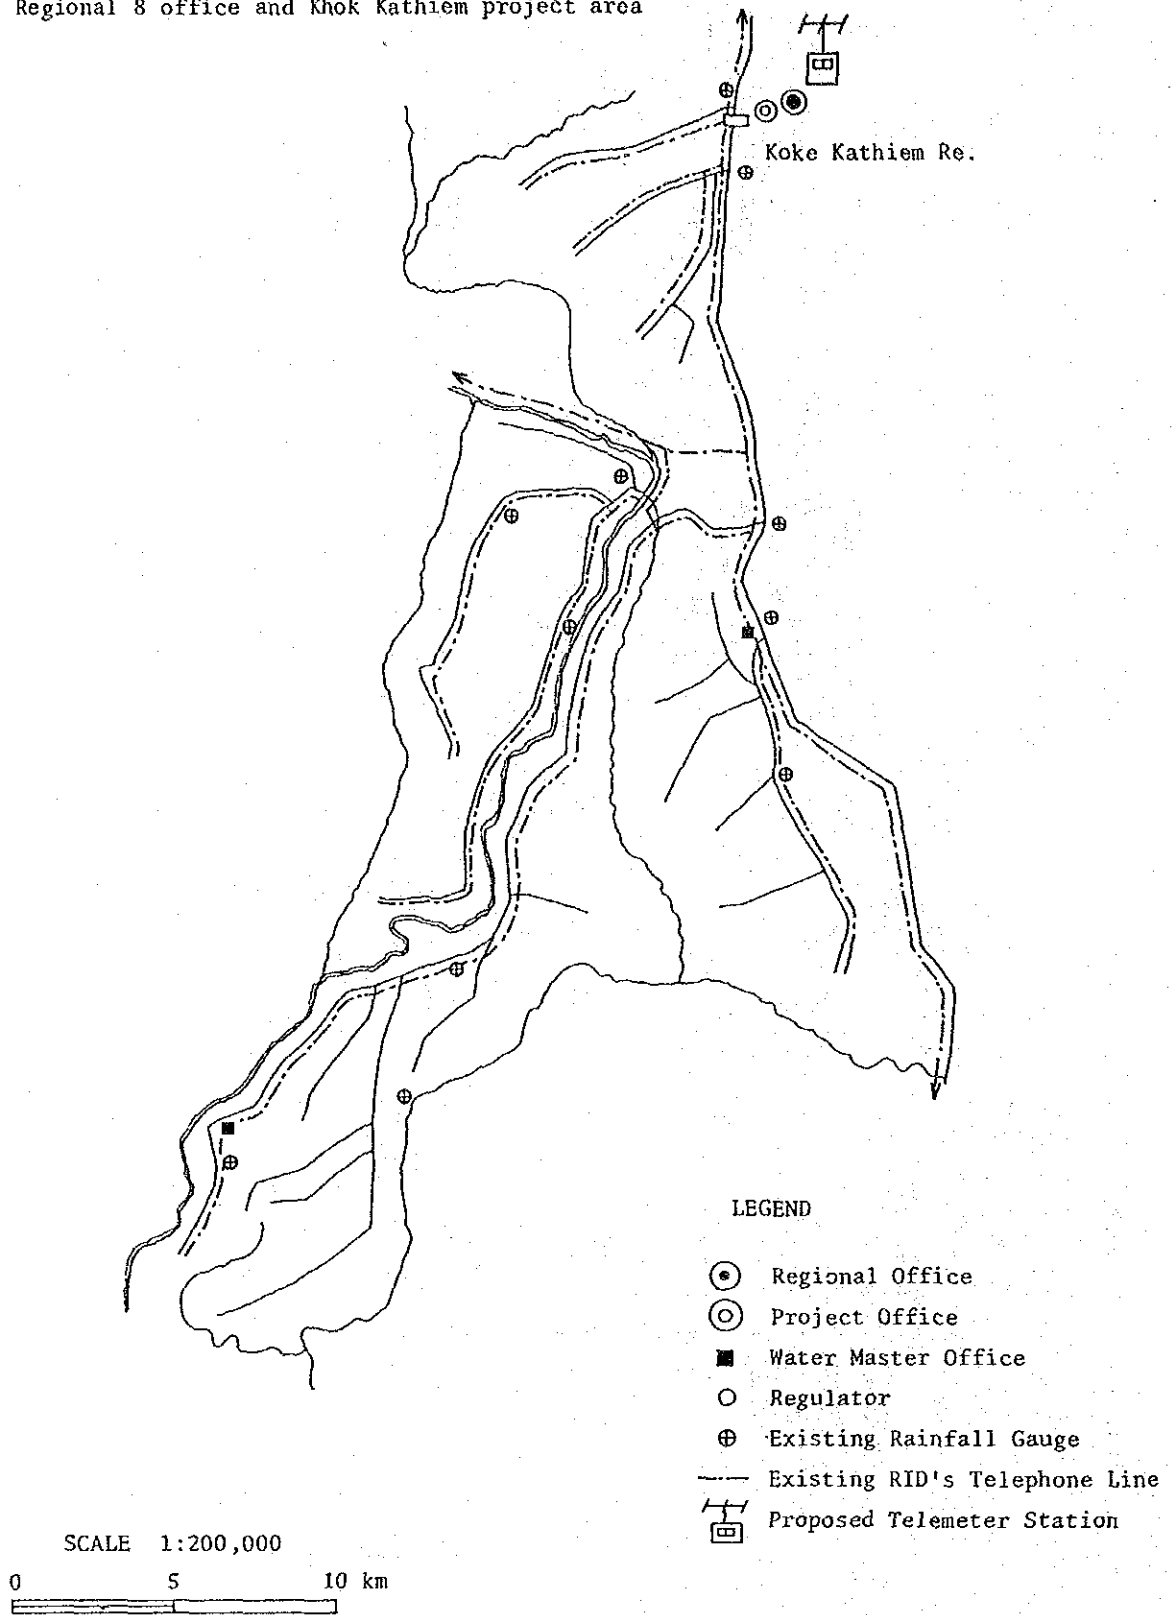 Regional 8 office and Khok Kathiem project area
Koke Kathiem Re.
LEGEND
Regional Office
Project Office
Water Master Office
Regulator
Existing Rainfall Gauge
Existing RID's Telephone Line
Proposed Telemeter Station
SCALE 1:200,000
0 5 10 km